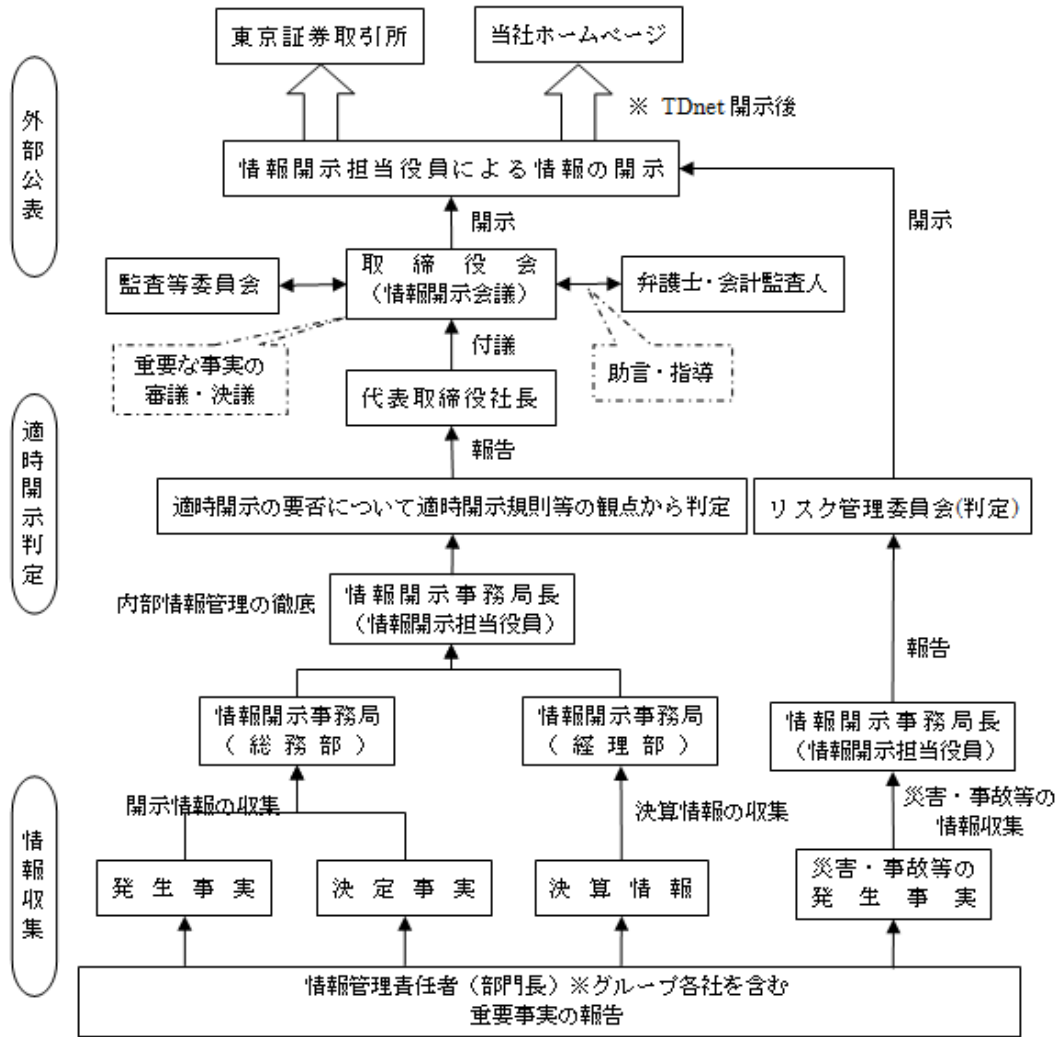 東京証券取引所
当社ホームページ
※ TDnet 開示後
外部公表
情報開示担当役員による情報の開示
開示
開示
監査等委員会
取締役会
（情報開示会議）
弁護士・会計監査人
重要な事実の
審議・決議
付議
助言・指導
代表取締役社長
適時開示判定
報告
適時開示の要否について適時開示規則等の観点から判定
リスク管理委員会(判定)
内部情報管理の徹底
情報開示事務局長
（情報開示担当役員）
報告
情報開示事務局
（総務部）
情報開示事務局
（経理部）
情報開示事務局長
（情報開示担当役員）
情報収集
開示情報の収集
決算情報の収集
災害・事故等の
情報収集
発生事実
決定事実
決算情報
災害・事故等の
発生事実
情報管理責任者（部門長）※グループ各社を含む
重要事実の報告